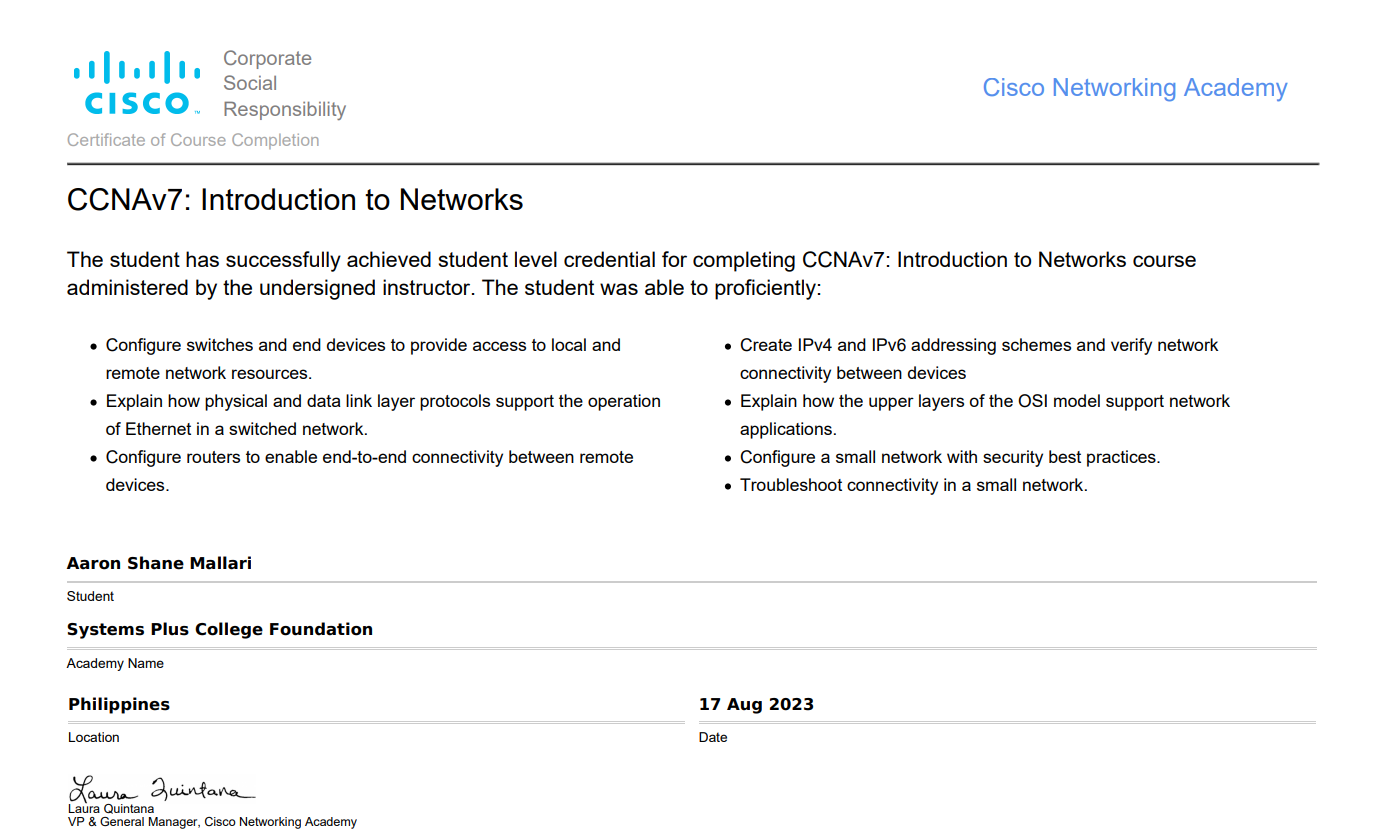 CISCO™
Corporate
Social
Responsibility
Cisco Networking Academy
Certificate of Course Completion
CCNAv7: Introduction to Networks
The student has successfully achieved student level credential for completing CCNAv7: Introduction to Networks course
administered by the undersigned instructor. The student was able to proficiently:
• Configure switches and end devices to provide access to local and
remote network resources.
• Explain how physical and data link layer protocols support the operation
of Ethernet in a switched network.
• Configure routers to enable end-to-end connectivity between remote
devices.
• Create IPv4 and IPv6 addressing schemes and verify network
connectivity between devices
• Explain how the upper layers of the OSI model support network
applications.
• Configure a small network with security best practices.
• Troubleshoot connectivity in a small network.
Aaron Shane Mallari
Student
Systems Plus College Foundation
Academy Name
Philippines
Location
17 Aug 2023
Date
Laura Quintana
Laura Quintana
VP & General Manager, Cisco Networking Academy